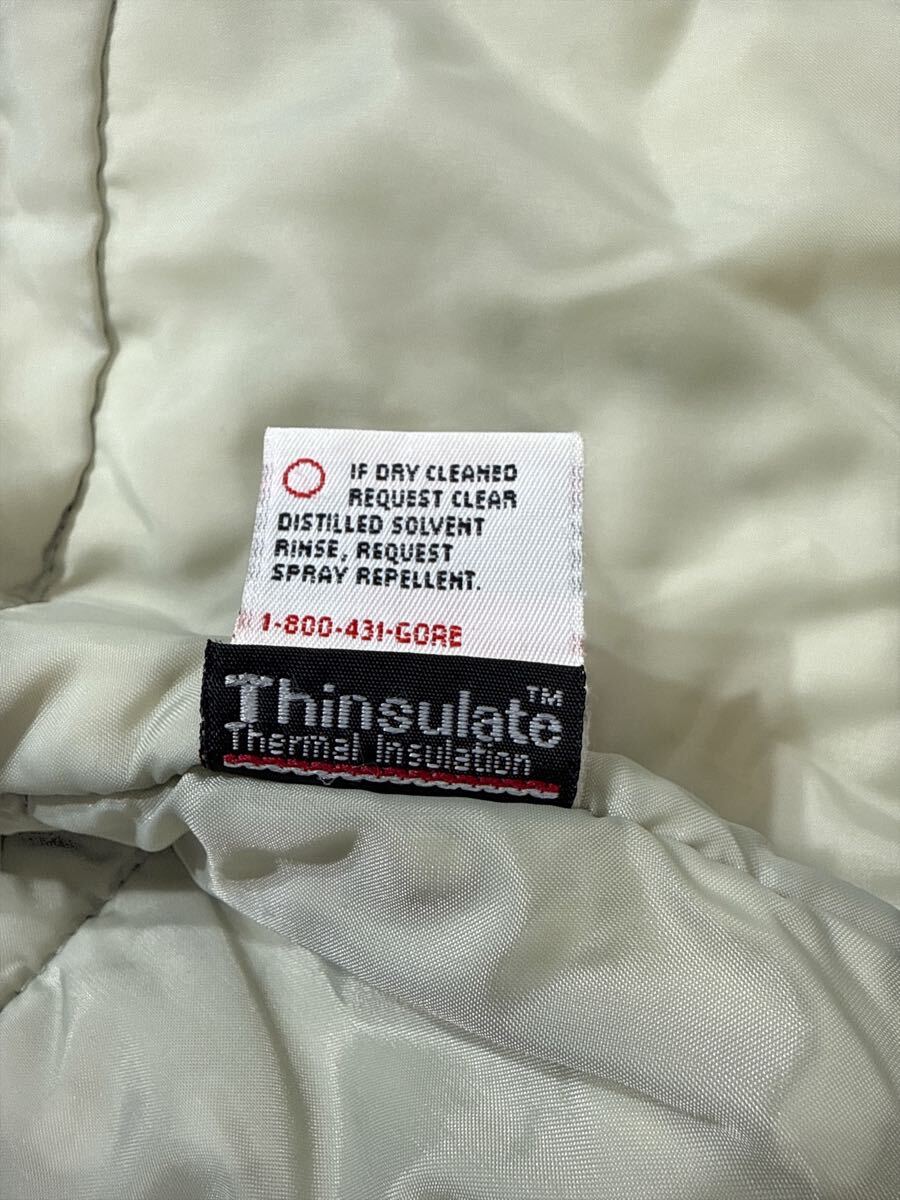 IF DRY CLEANED
REQUEST CLEAR
DISTILLED SOLVENT
RINSE, REQUEST
SPRAY REPELLENT.
1-800-431-GORE
Thinsulate™
Thermal Insulation